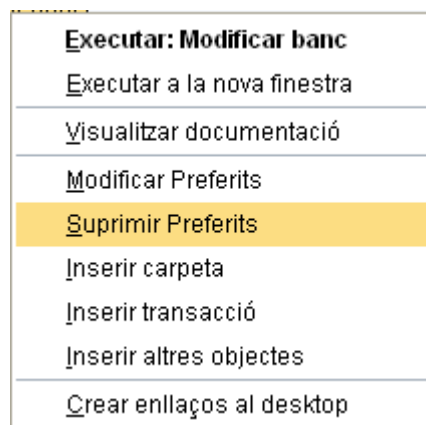 Executar: Modificar banc
Executar a la nova finestra
Visualitzar documentació
Modificar Preferits
Suprimir Preferits
Inserir carpeta
Inserir transacció
Inserir altres objectes
Crear enllaços al desktop